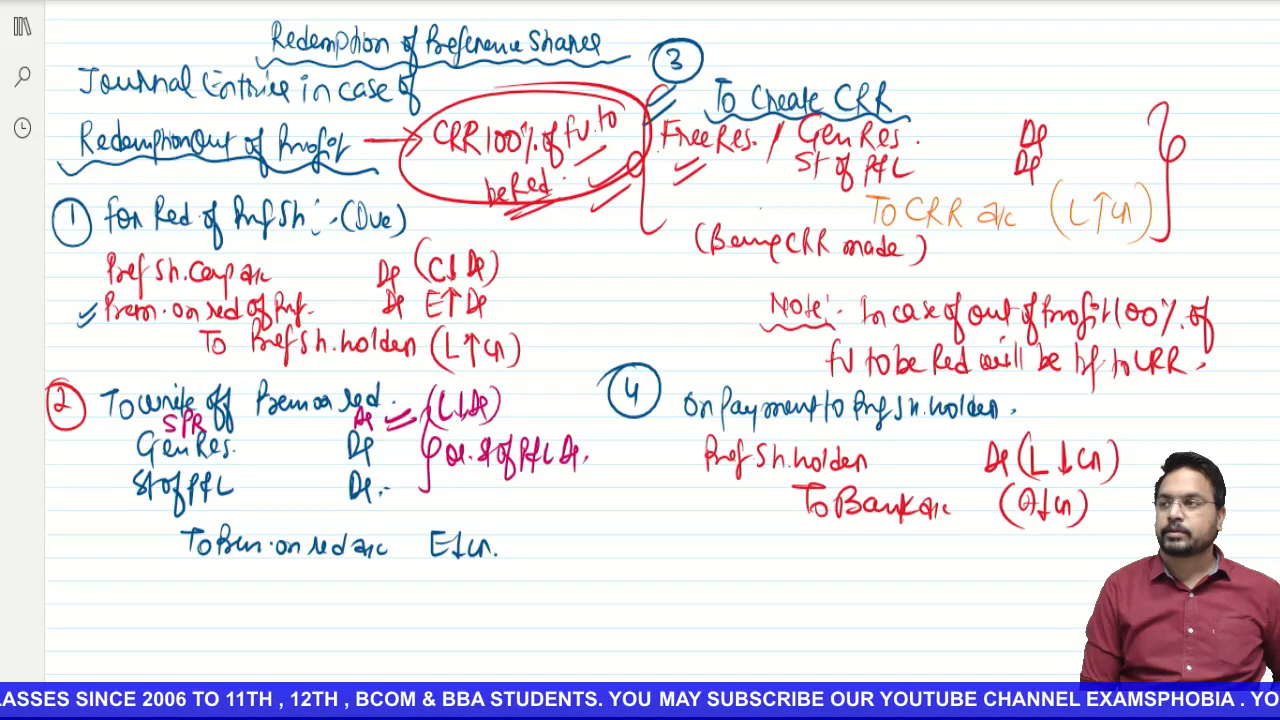 Redemption of Preference Shares
Journal Entries in case of
Redemption Out of Profit → CRR 100% of FV. to
be Red.
1 For Red of Pref Sh :- (Due)
Pref Sh. Cap a/c Dr (C↓ Dr)
Prem. on red of Pref. Dr E↑ Dr
To Pref Sh. holder (L↑ Cr)
2 To write off Prem on red.
SPR Dr (L↓ Dr)
Gen Res. Dr or. St of P&L Dr.
St of P&L Dr.
To Prem. on red a/c E↓ Cr.
3
To Create CRR
Free Res. / Gen Res. Dr
St of P&L Dr
To CRR a/c (L↑ Cr)
(Being CRR made)
Note :- In case of out of Profit 100% of
FV to be Red will be tf to CRR.
4 On Payment to Pref Sh. holder.
Pref Sh. holder Dr (L↓ Cr)
To Bank a/c (A↓ Cr)
LASSES SINCE 2006 TO 11TH , 12TH , BCOM & BBA STUDENTS. YOU MAY SUBSCRIBE OUR YOUTUBE CHANNEL EXAMSPHOBIA . YO